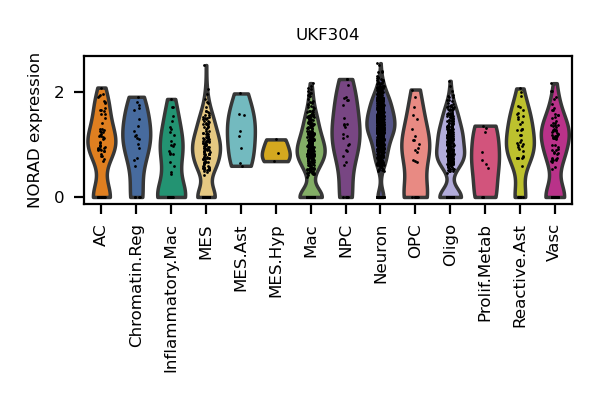 UKF304
NORAD expression
2
0
AC
Chromatin.Reg
Inflammatory.Mac
MES
MES.Ast
MES.Hyp
Mac
NPC
Neuron
OPC
Oligo
Prolif.Metab
Reactive.Ast
Vasc